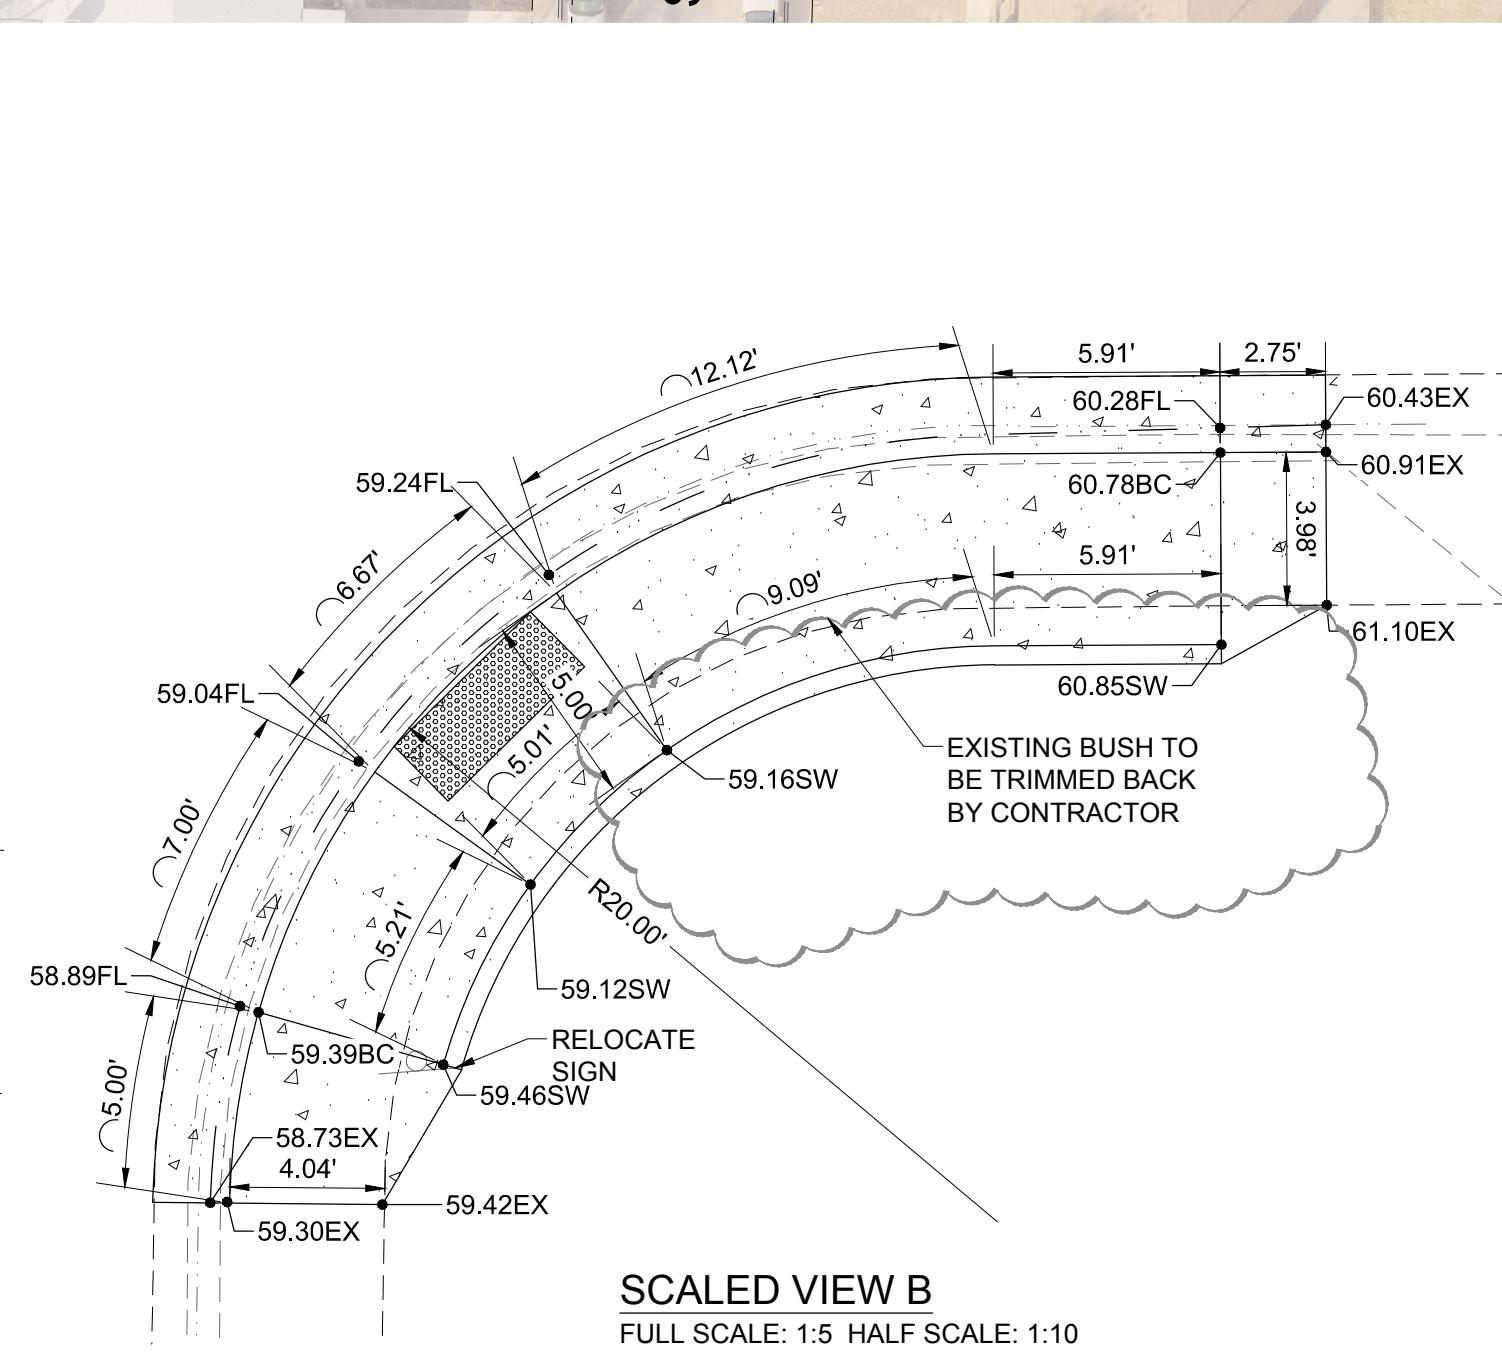 12.12'
5.91'
2.75'
60.28FL
60.43EX
59.24FL
60.78BC
60.91EX
3.98'
6.67'
5.91'
9.09'
61.10EX
59.04FL
5.00'
60.85SW
5.01'
59.16SW
EXISTING BUSH TO
BE TRIMMED BACK
BY CONTRACTOR
7.00'
R20.00'
5.21'
58.89FL
59.12SW
59.39BC
RELOCATE
SIGN
59.46SW
5.00'
58.73EX
4.04'
59.42EX
59.30EX
SCALED VIEW B
FULL SCALE: 1:5 HALF SCALE: 1:10